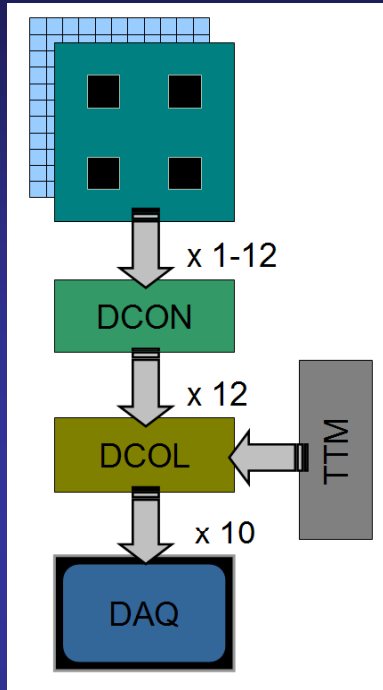 x 1-12
DCON
x 12
DCOL
TTM
x 10
DAQ